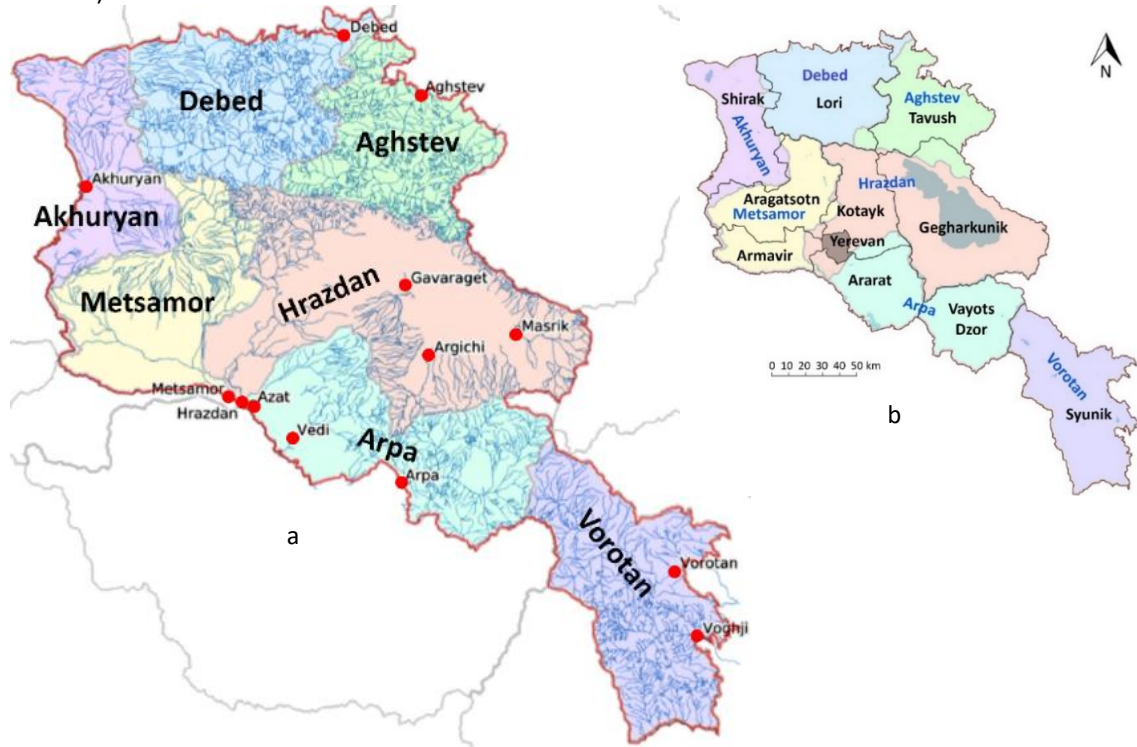 Debed
Debed
Aghstev
Aghstev
Akhuryan
Akhuryan
Metsamor
Hrazdan
Gavaraget
Masrik
Argichi
Metsamor
Hrazdan
Azat
Vedi
Arpa
Arpa
a
Vorotan
Vorotan
Voghji
N
Debed
Shirak
Lori
Akhuryan
Aghstev
Tavush
Hrazdan
Aragatsotn
Metsamor
Kotayk
Gegharkunik
Yerevan
Armavir
Ararat
Arpa
Vayots
Dzor
Vorotan
Syunik
0 10 20 30 40 50 km
b